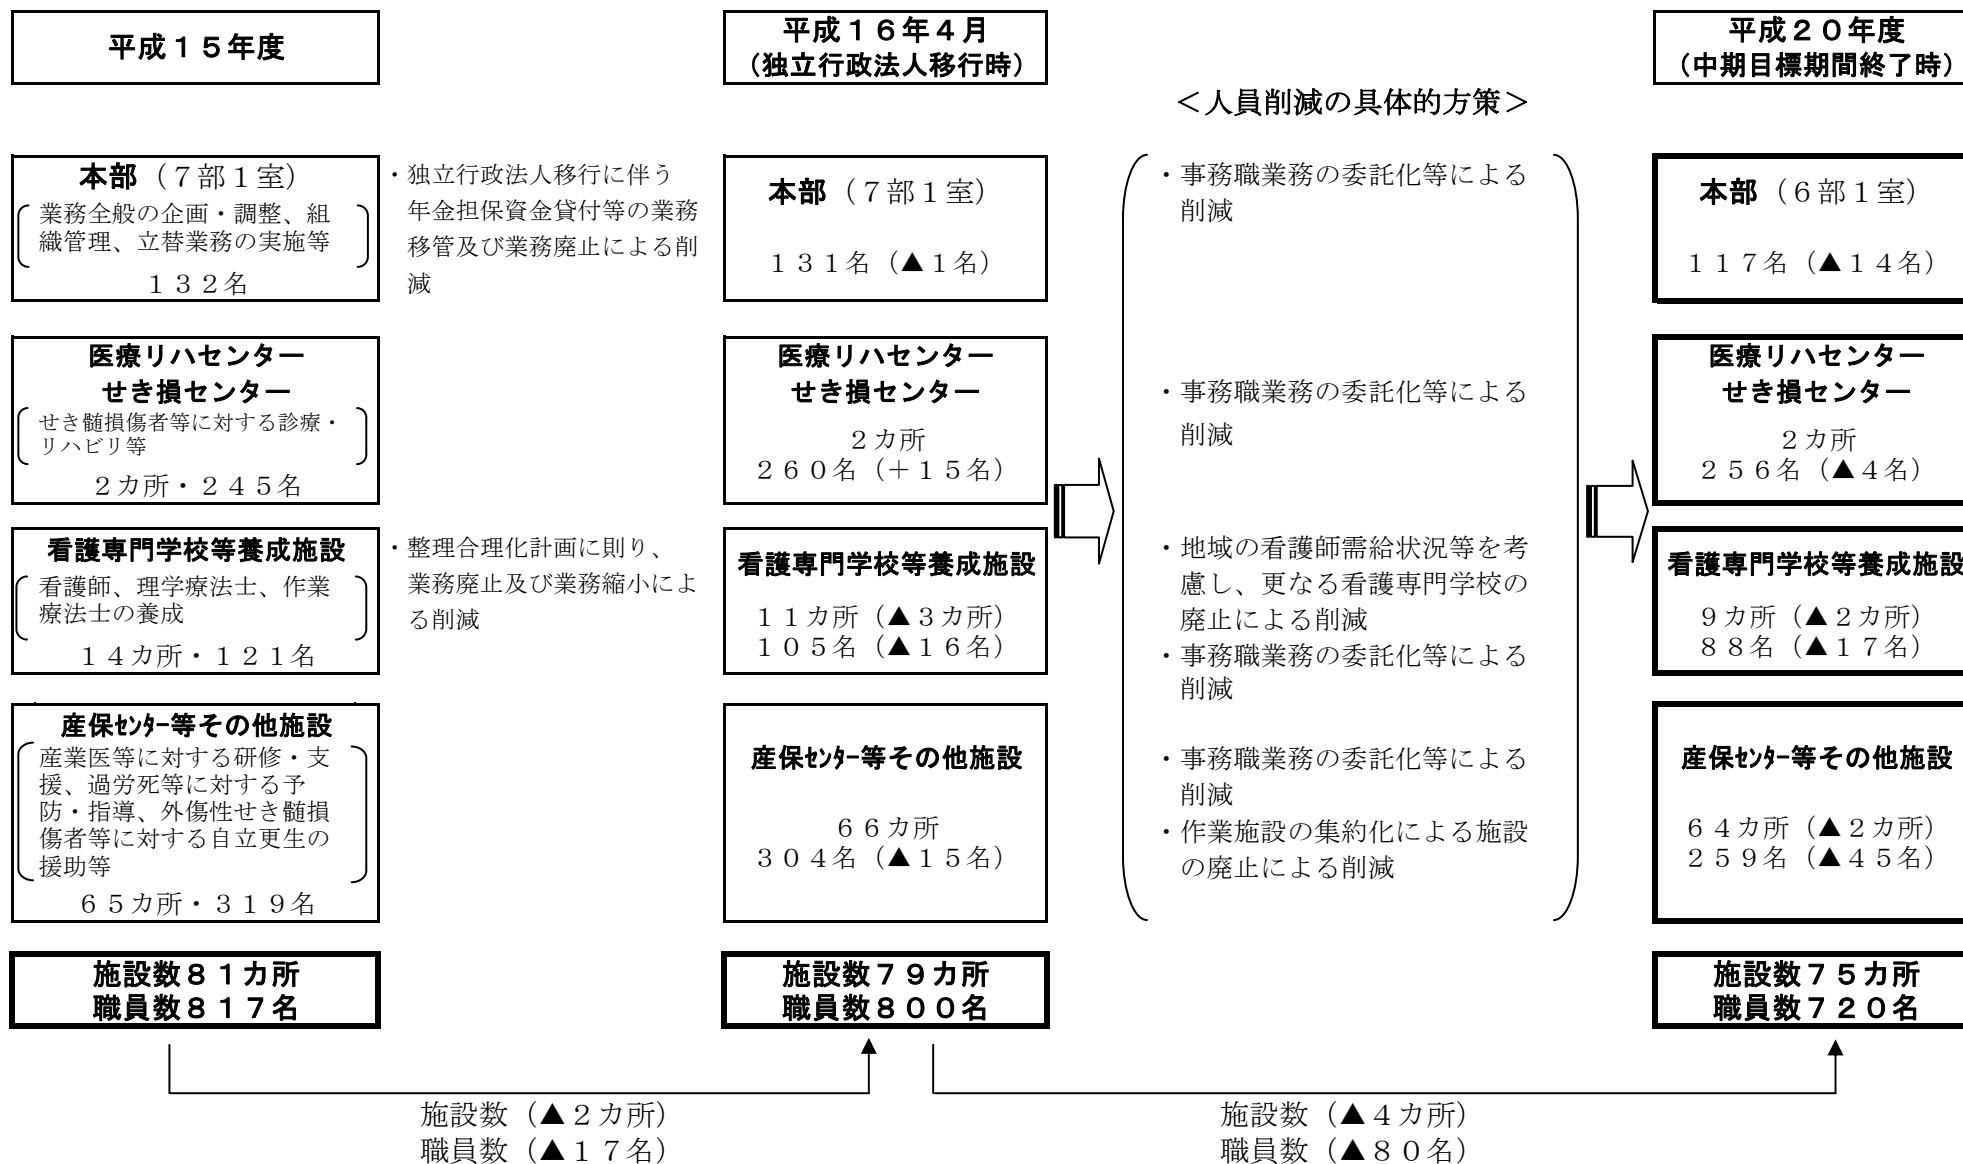 平成１５年度
平成１６年４月
（独立行政法人移行時）
平成２０年度
（中期目標期間終了時）
＜人員削減の具体的方策＞
本部（７部１室）
業務全般の企画・調整、組
織管理、立替業務の実施等
１３２名
・独立行政法人移行に伴う
年金担保資金貸付等の業務
移管及び業務廃止による削
減
本部（７部１室）
１３１名（▲１名）
・事務職業務の委託化等による
削減
本部（６部１室）
１１７名（▲１４名）
医療リハセンター
せき損センター
せき髄損傷者等に対する診療・
リハビリ等
２カ所・２４５名
医療リハセンター
せき損センター
２カ所
２６０名（＋１５名）
・事務職業務の委託化等による
削減
医療リハセンター
せき損センター
２カ所
２５６名（▲４名）
看護専門学校等養成施設
看護師、理学療法士、作業
療法士の養成
１４カ所・１２１名
・整理合理化計画に則り、
業務廃止及び業務縮小によ
る削減
看護専門学校等養成施設
１１カ所（▲３カ所）
１０５名（▲１６名）
・地域の看護師需給状況等を考
慮し、更なる看護専門学校の
廃止による削減
・事務職業務の委託化等による
削減
看護専門学校等養成施設
９カ所（▲２カ所）
８８名（▲１７名）
産保ｾﾝﾀｰ等その他施設
産業医等に対する研修・支
援、過労死等に対する予
防・指導、外傷性せき髄損
傷者等に対する自立更生の
援助等
６５カ所・３１９名
産保ｾﾝﾀｰ等その他施設
６６カ所
３０４名（▲１５名）
・事務職業務の委託化等による
削減
・作業施設の集約化による施設
の廃止による削減
産保ｾﾝﾀｰ等その他施設
６４カ所（▲２カ所）
２５９名（▲４５名）
施設数８１カ所
職員数８１７名
施設数７９カ所
職員数８００名
施設数７５カ所
職員数７２０名
施設数（▲２カ所）
職員数（▲１７名）
施設数（▲４カ所）
職員数（▲８０名）